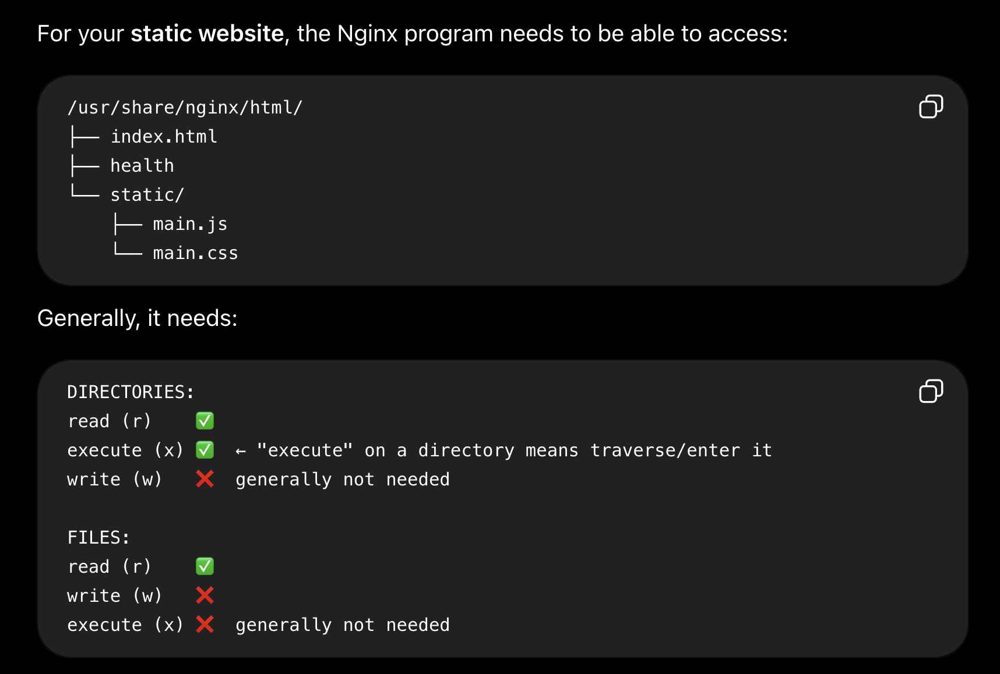 For your static website, the Nginx program needs to be able to access:
/usr/share/nginx/html/
├── index.html
├── health
└── static/
    ├── main.js
    └── main.css
Generally, it needs:
DIRECTORIES:
read (r)    ✅
execute (x) ✅  ← "execute" on a directory means traverse/enter it
write (w)   ❌  generally not needed
FILES:
read (r)    ✅
write (w)   ❌
execute (x) ❌  generally not needed